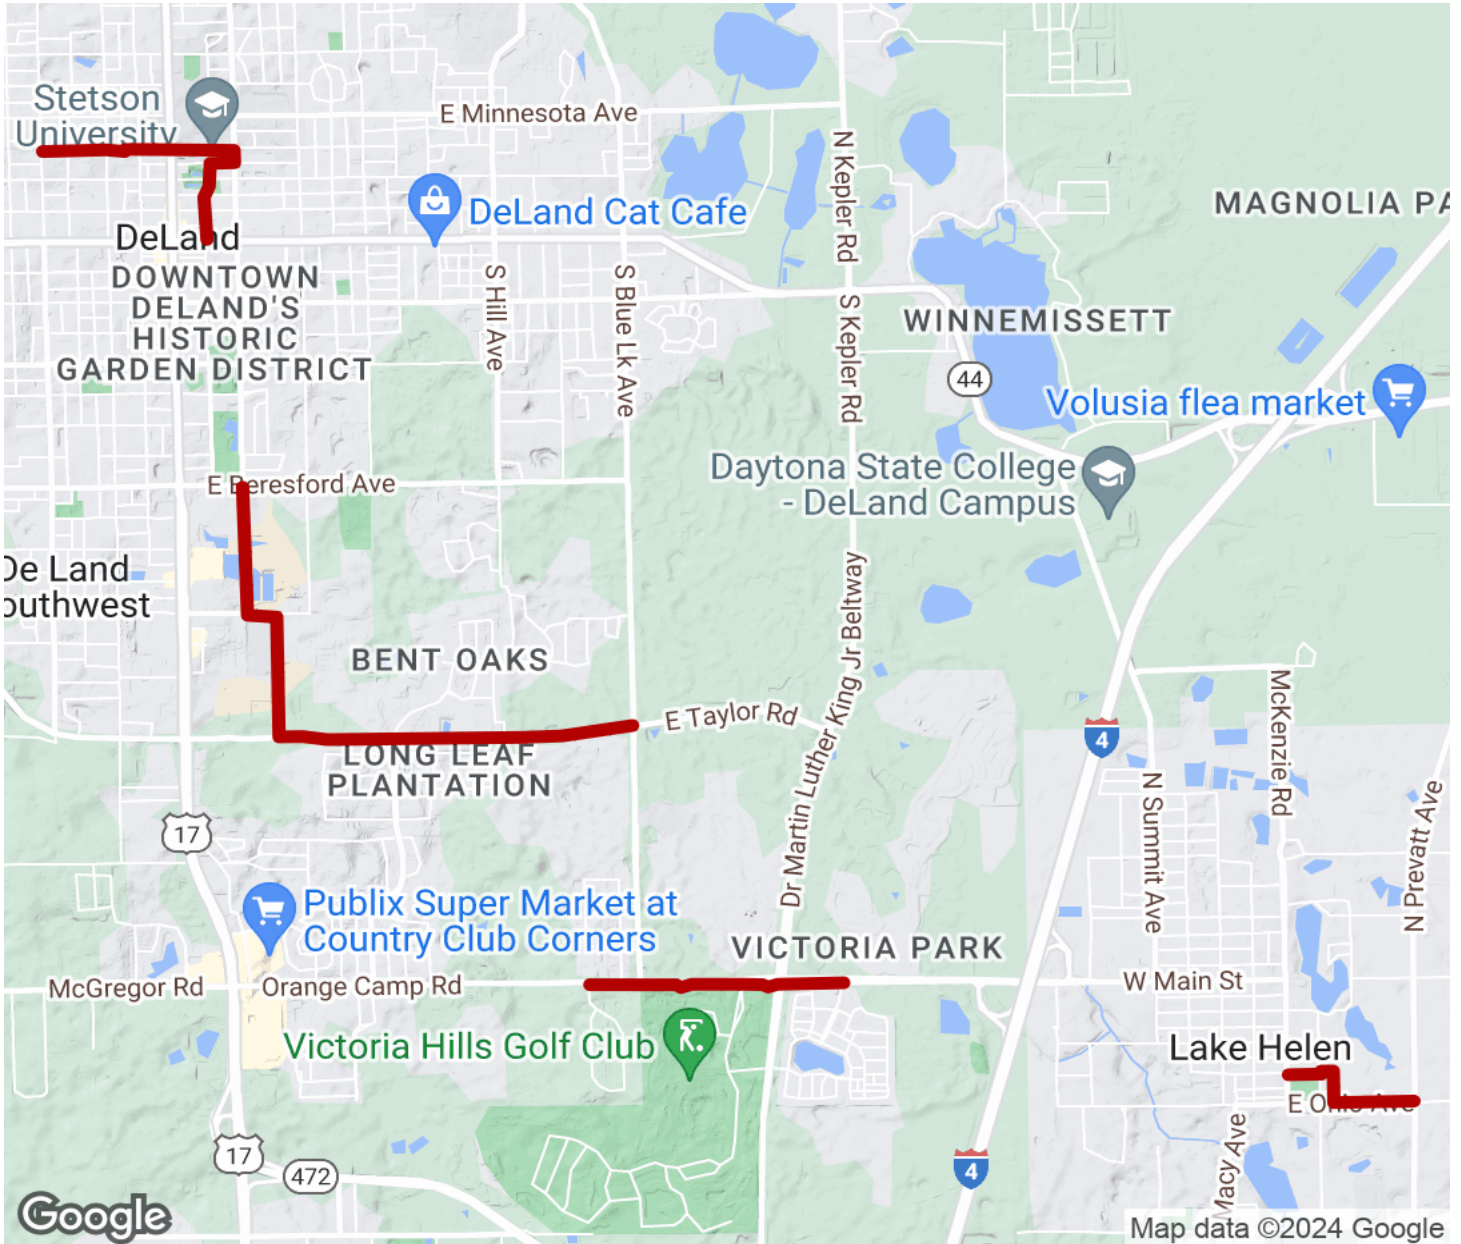 E Minnesota Ave
Stetson
University
N Kepler Rd
MAGNOLIA PA
DeLand Cat Cafe
DeLand
DOWNTOWN
DELAND'S
HISTORIC
GARDEN DISTRICT
S Hill Ave
S Blue Lk Ave
S Kepler Rd
WINNEMISSETT
44
Volusia flea market
Daytona State College
- DeLand Campus
E Beresford Ave
De Land
outhwest
Dr Martin Luther King Jr Beltway
BENT OAKS
E Taylor Rd
McKenzie Rd
4
LONG LEAF
PLANTATION
N Summit Ave
N Prevatt Ave
17
Publix Super Market at
Country Club Corners
VICTORIA PARK
McGregor Rd
Orange Camp Rd
W Main St
Victoria Hills Golf Club
Lake Helen
E Ohio Ave
Macy Ave
17
472
4
Google
Map data ©2024 Google